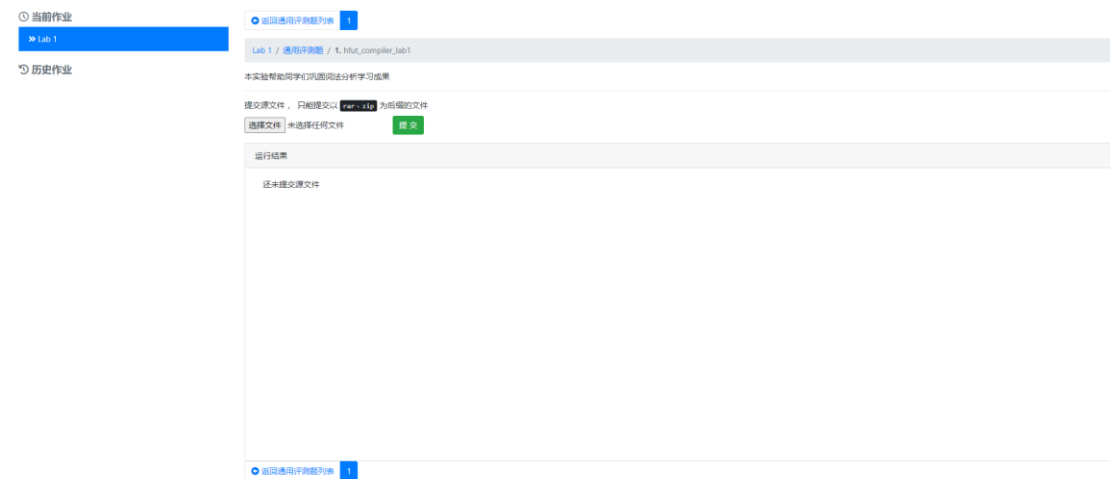 当前作业
Lab 1
历史作业
返回通用评测题列表 1
Lab 1 / 通用评测题 / 1. hfut_compiler_lab1
本实验帮助同学们巩固词法分析学习成果
提交源文件 ，只能提交以 rar、zip 为后缀的文件
选择文件 未选择任何文件 提 交
运行结果
还未提交源文件
返回通用评测题列表 1